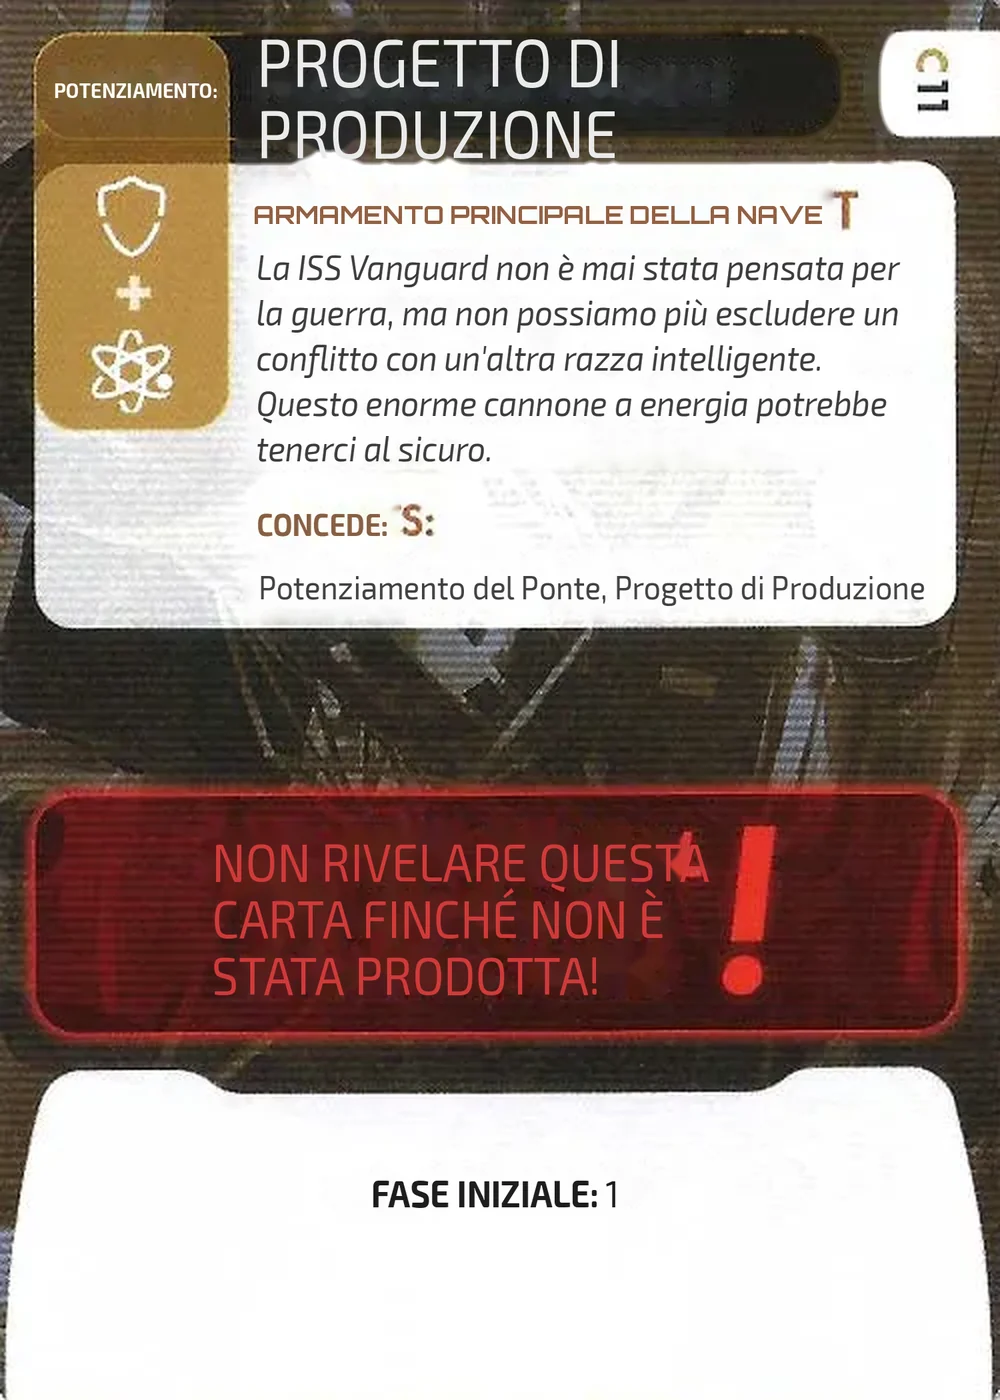 POTENZIAMENTO:
PROGETTO DI
PRODUZIONE
C11
ARMAMENTO PRINCIPALE DELLA NAVE T
La ISS Vanguard non è mai stata pensata per
la guerra, ma non possiamo più escludere un
conflitto con un'altra razza intelligente.
Questo enorme cannone a energia potrebbe
tenerci al sicuro.
CONCEDE: S:
Potenziamento del Ponte, Progetto di Produzione
NON RIVELARE QUESTA
CARTA FINCHÉ NON È
STATA PRODOTTA!
!
FASE INIZIALE: 1